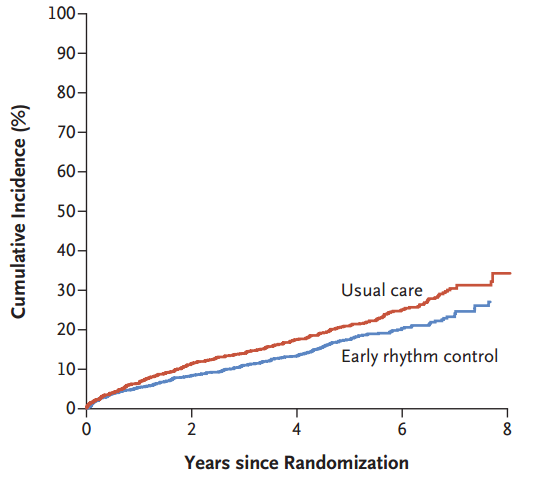 Cumulative Incidence (%)
100
90
80
70
60
50
40
30
20
10
0
Usual care
Early rhythm control
0 2 4 6 8
Years since Randomization